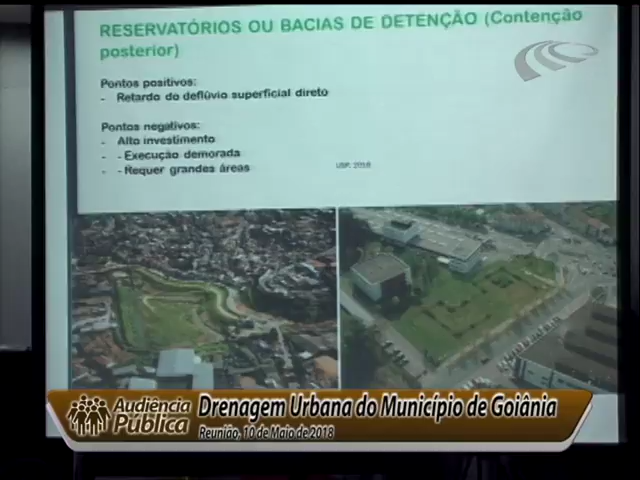 RESERVATÓRIOS OU BACIAS DE DETENÇÃO (Contenção
posterior)
Pontos positivos:
- Retardo do deflúvio superficial direto
Pontos negativos:
- Alto investimento
- - Execução demorada
- - Requer grandes áreas
USP, 2018
Audiência
Pública
Drenagem Urbana do Município de Goiânia
Reunião, 10 de Maio de 2018